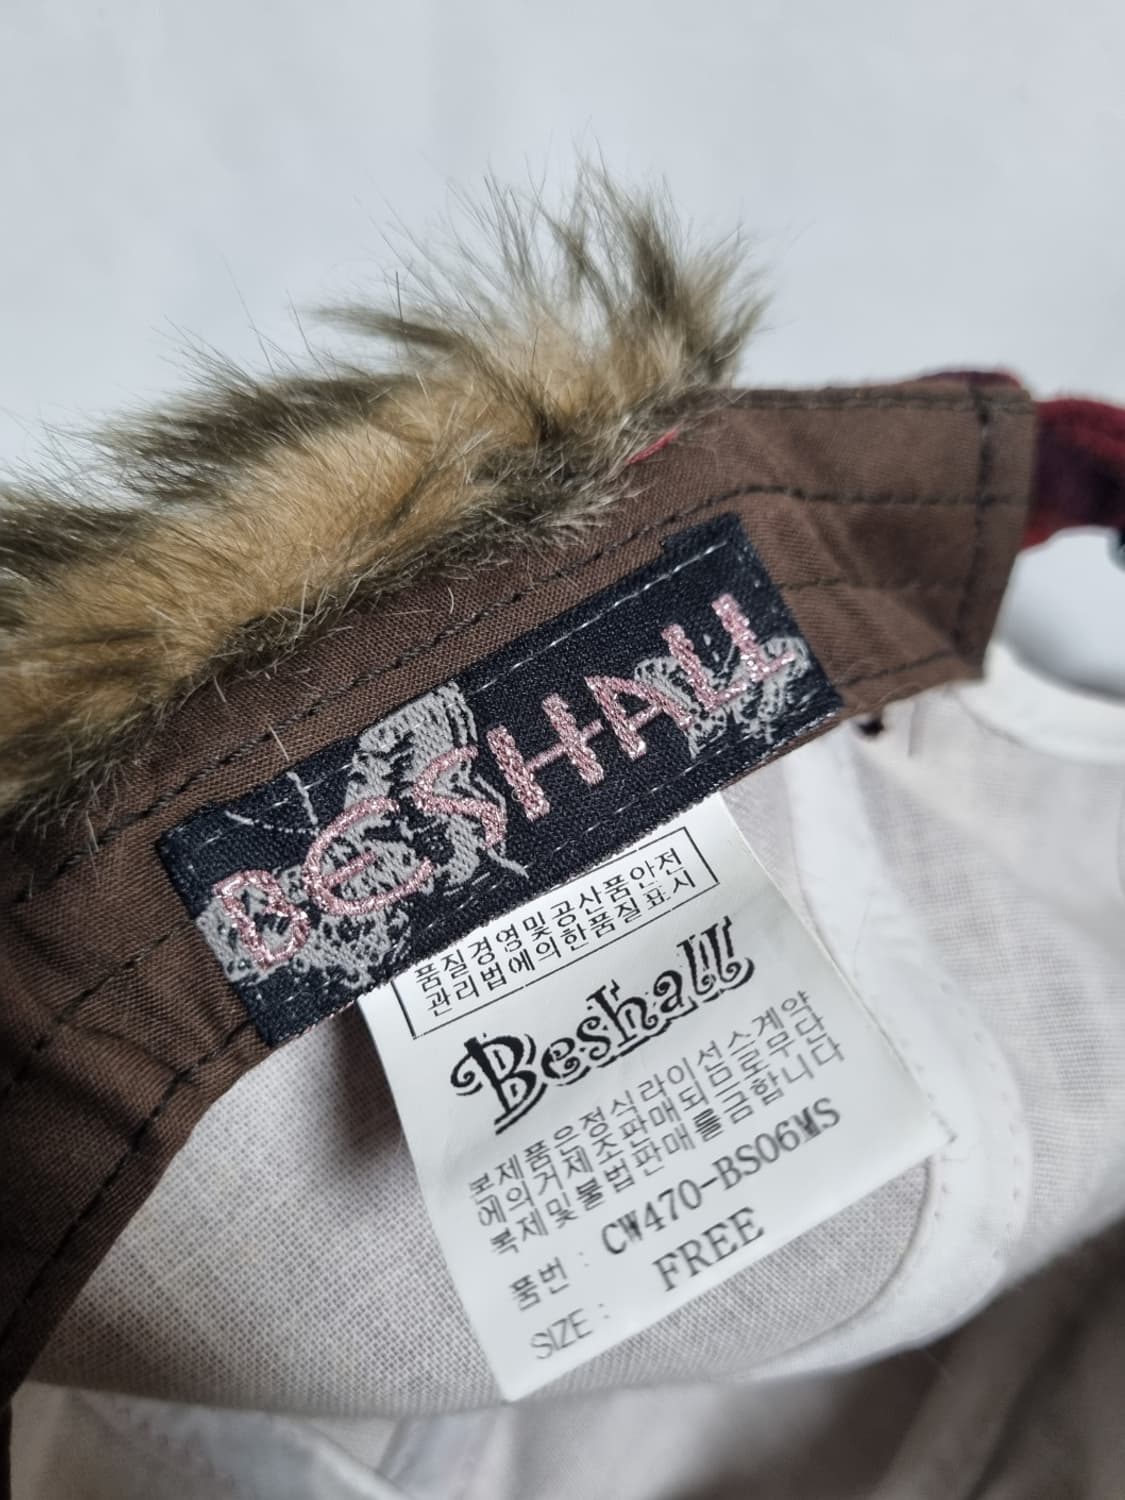 BESHALL
품질경영및공산품안전
관리법에의한품질표시
Beshall
본제품은정식라이선스계약
에의거제조판매되므로무단
복제및불법판매를금합니다
품번 : CW470-BS06MS
SIZE : FREE